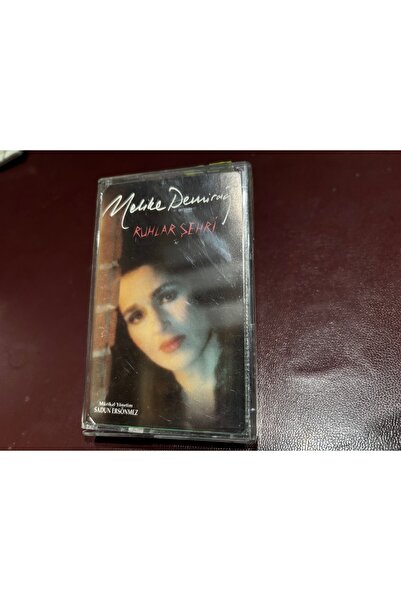 Melike Demirağ
RUHLAR ŞEHRİ
Müzikal Yönetim
SADUN ERSÖNMEZ